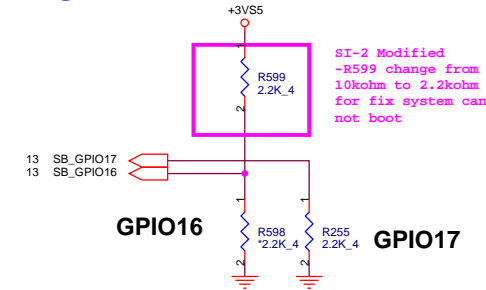 +3VS5
1
R599
2.2K_4
2
SI-2 Modified
-R599 change from
10kohm to 2.2kohm
for fix system can
not boot
13 SB_GPIO17
13 SB_GPIO16
1
1
GPIO16
R598
*2.2K_4
R255
2.2K_4
GPIO17
2
2